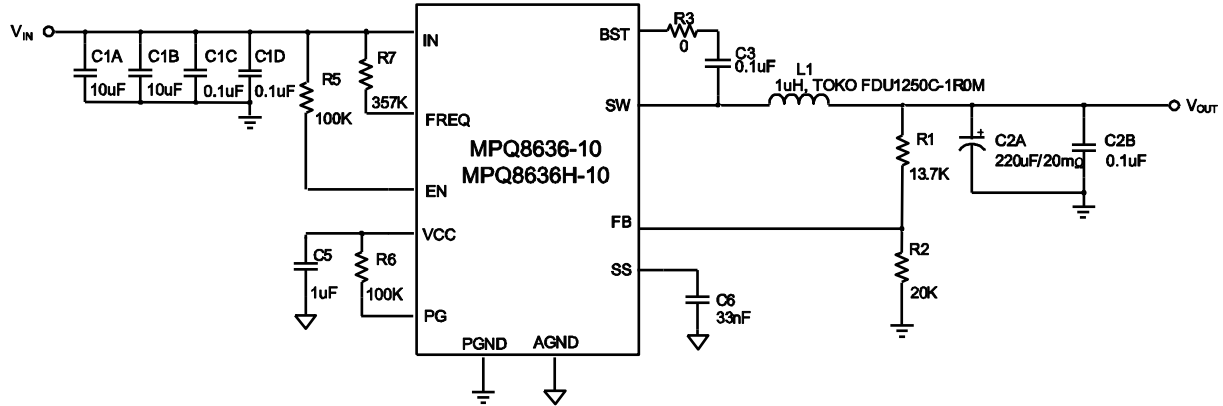 VIN
C1A
10uF
C1B
10uF
C1C
0.1uF
C1D
0.1uF
R5
100K
R7
357K
IN
FREQ
EN
VCC
PG
PGND
AGND
MPQ8636-10
MPQ8636H-10
BST
SW
FB
SS
R3
0
C3
0.1uF
L1
1uH, TOKO FDU1250C-1R0M
VOUT
R1
13.7K
C2A
220uF/20mΩ
+
C2B
0.1uF
R2
20K
C5
1uF
R6
100K
C6
33nF